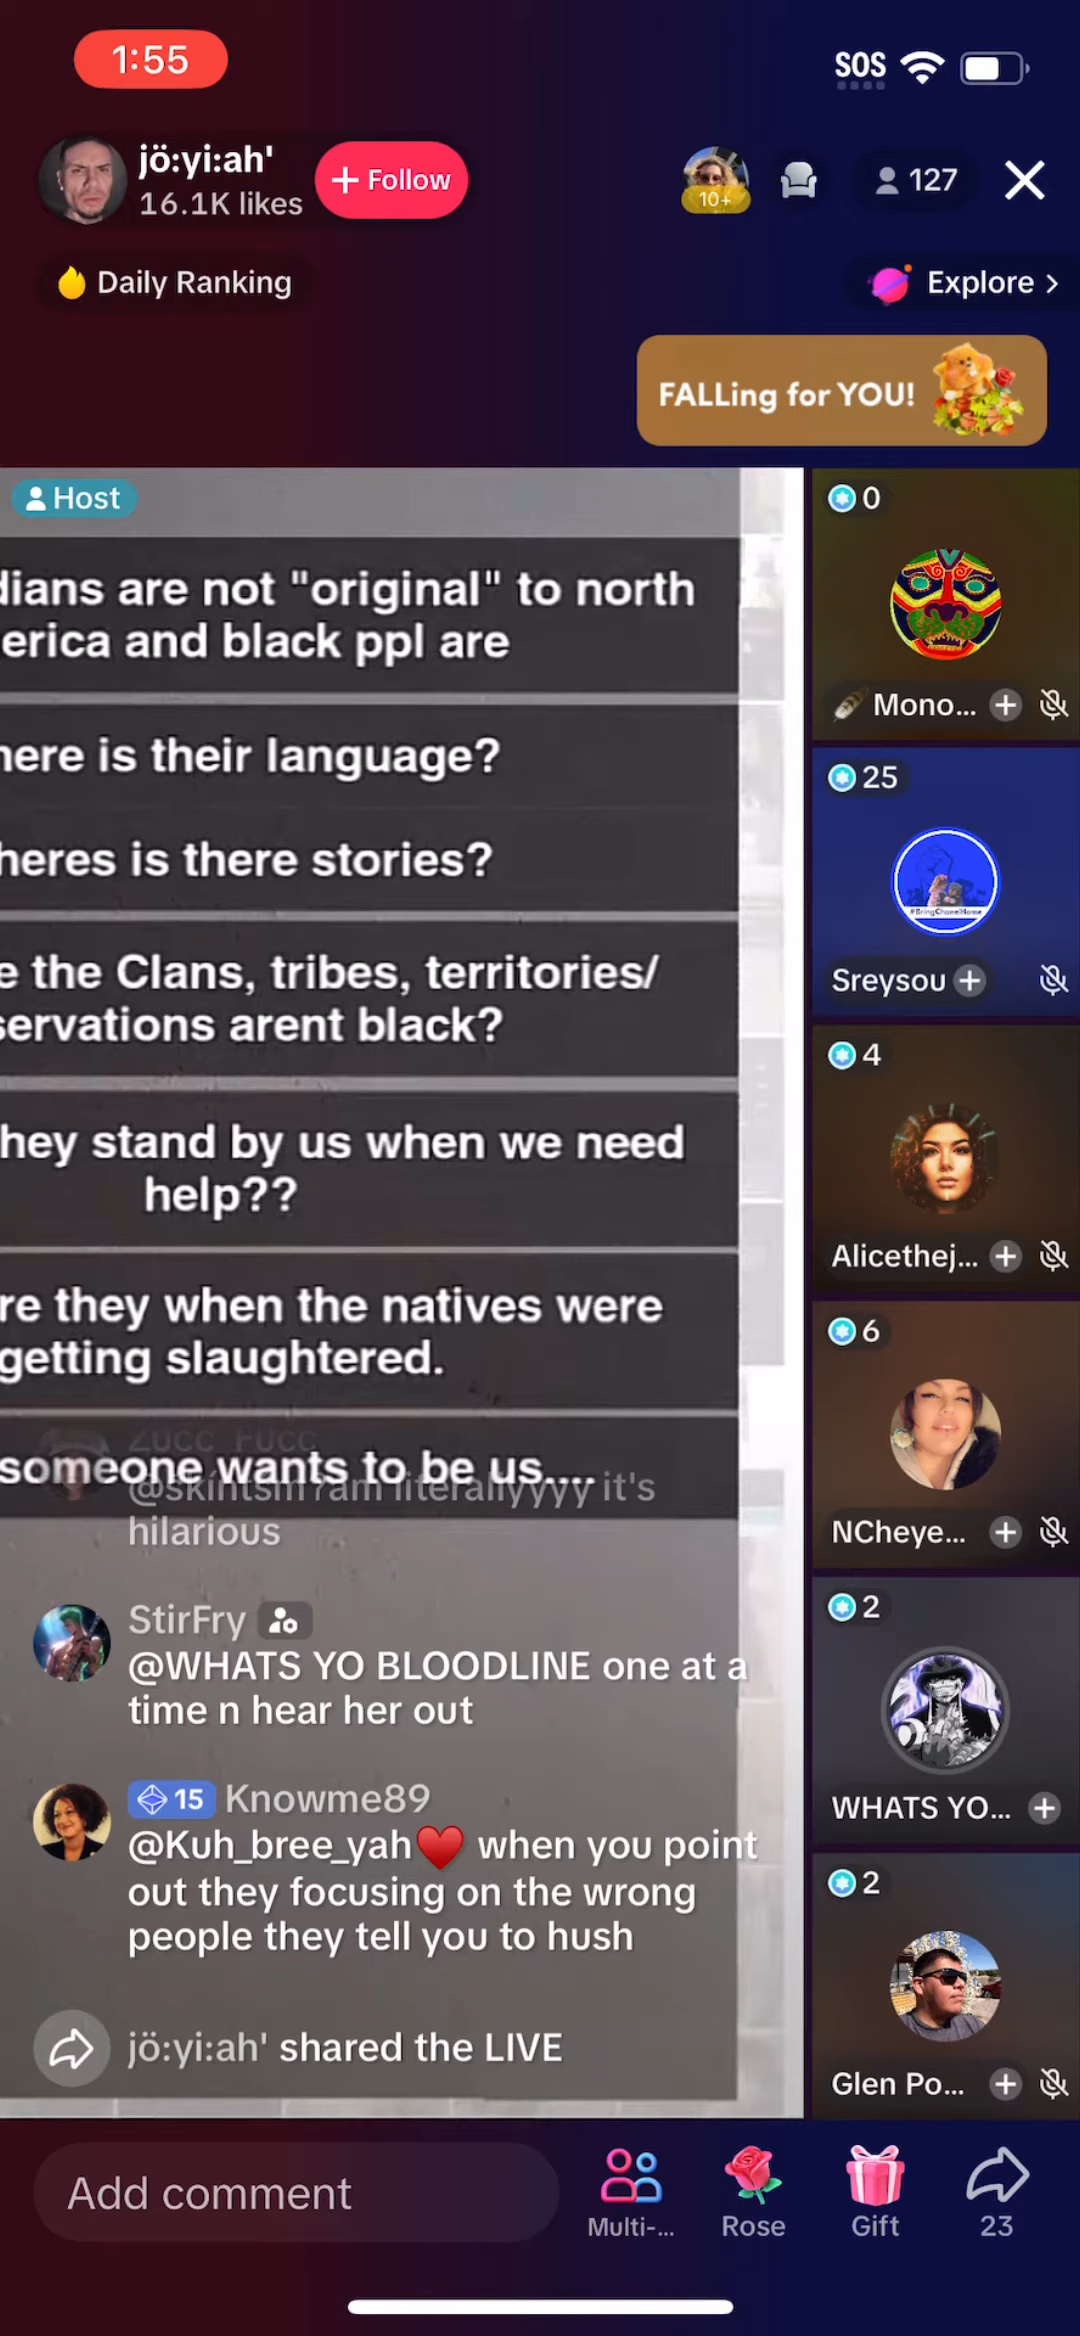 1:55
SOS
jö:yi:ah'
16.1K likes
+ Follow
10+
127
Daily Ranking
Explore >
FALLing for YOU!
Host
dians are not "original" to north
erica and black ppl are
here is their language?
heres is there stories?
e the Clans, tribes, territories/
servations arent black?
hey stand by us when we need
help??
re they when the natives were
getting slaughtered.
someone wants to be us....
Zucc Fucc
literallyyyy it's
hilarious
StirFry
@WHATS YO BLOODLINE one at a
time n hear her out
15 Knowme89
@Kuh_bree_yah❤️ when you point
out they focusing on the wrong
people they tell you to hush
jö:yi:ah' shared the LIVE
0
Mono...
25
#BringChanelHome
Sreysou
4
Alicethej...
6
NCheye...
2
WHATS YO...
2
Glen Po...
Add comment
Multi-...
Rose
Gift
23